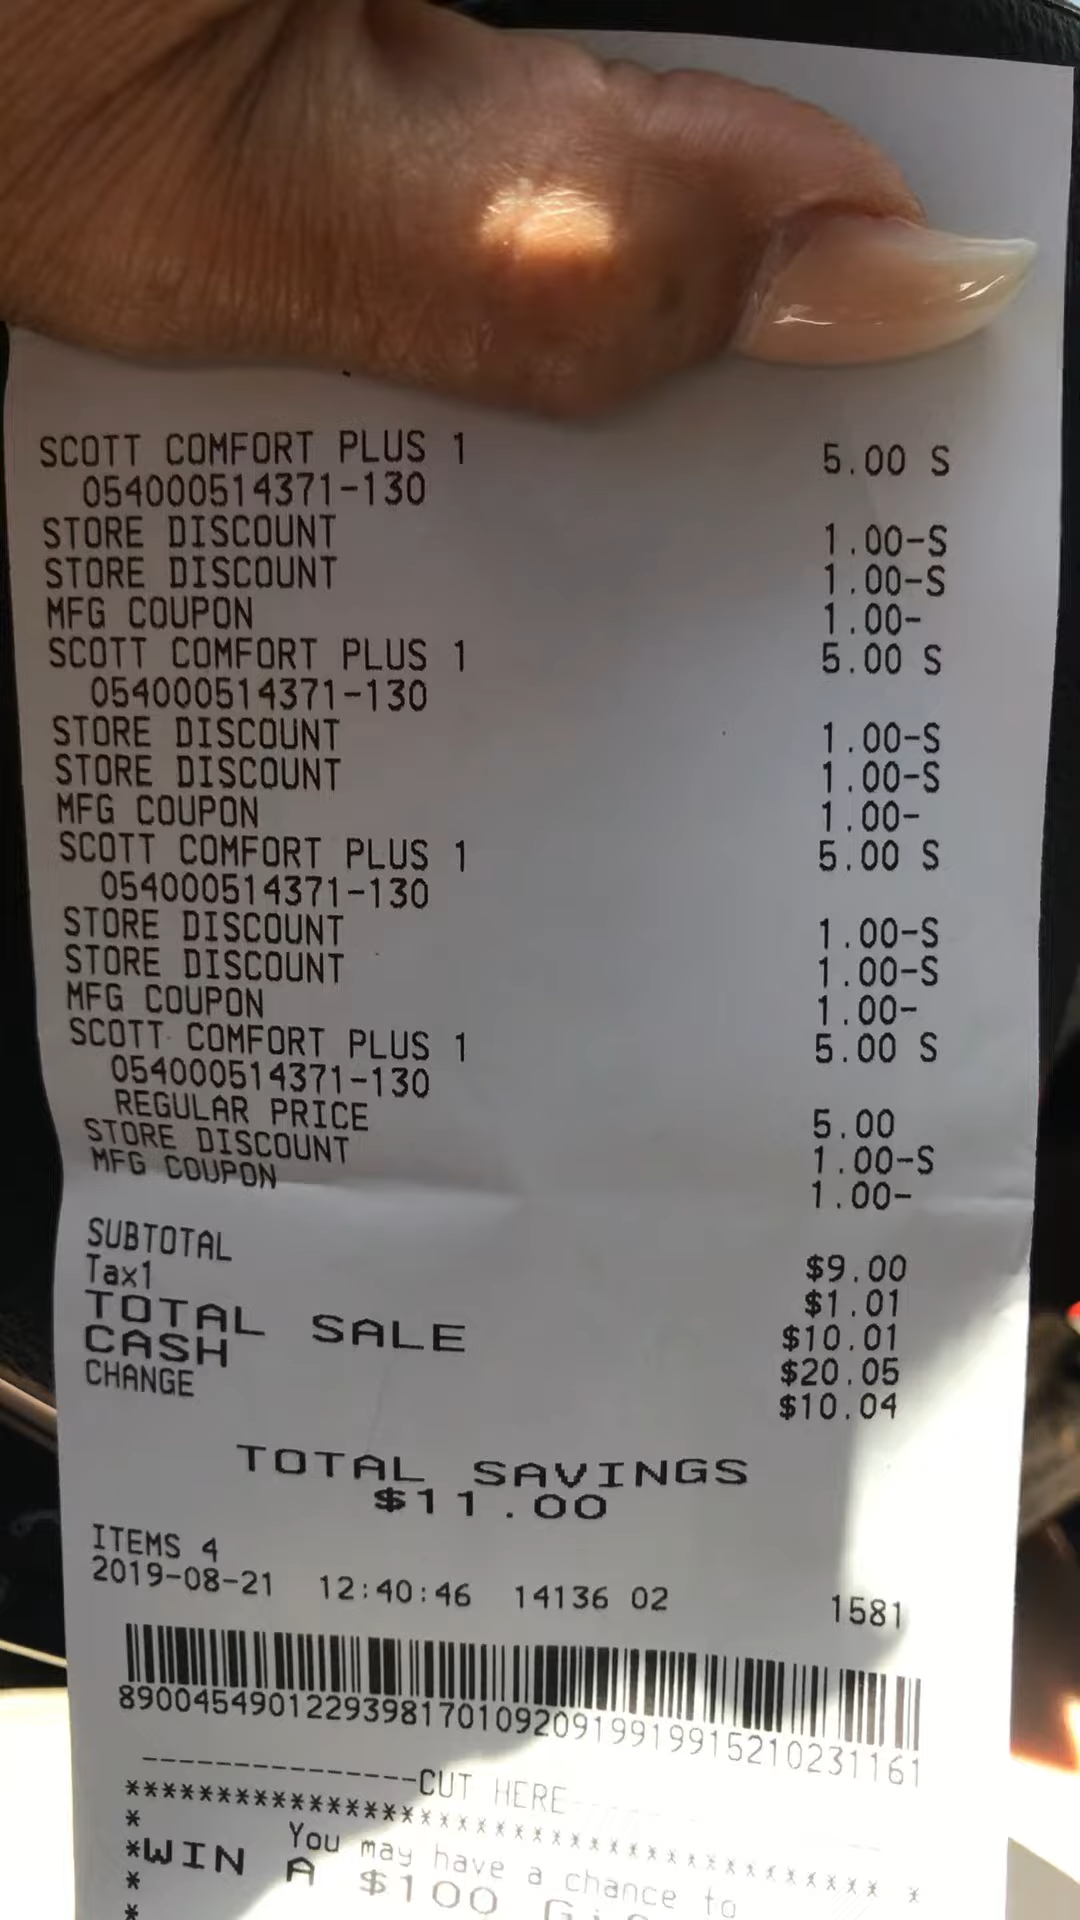 SCOTT COMFORT PLUS 1 5.00 S
054000514371-130
STORE DISCOUNT 1.00-S
STORE DISCOUNT 1.00-S
MFG COUPON 1.00-
SCOTT COMFORT PLUS 1 5.00 S
054000514371-130
STORE DISCOUNT 1.00-S
STORE DISCOUNT 1.00-S
MFG COUPON 1.00-
SCOTT COMFORT PLUS 1 5.00 S
054000514371-130
STORE DISCOUNT 1.00-S
STORE DISCOUNT 1.00-S
MFG COUPON 1.00-
SCOTT COMFORT PLUS 1 5.00 S
054000514371-130
REGULAR PRICE 5.00
STORE DISCOUNT 1.00-S
MFG COUPON 1.00-
SUBTOTAL $9.00
Tax1 $1.01
TOTAL SALE $10.01
CASH $20.05
CHANGE $10.04
TOTAL SAVINGS
$11.00
ITEMS 4
2019-08-21 12:40:46 14136 02 1581
890045490122939817010920919919915210231161
---------------CUT HERE
*****************************************
* You may have a chance to
*WIN A $100
*
*